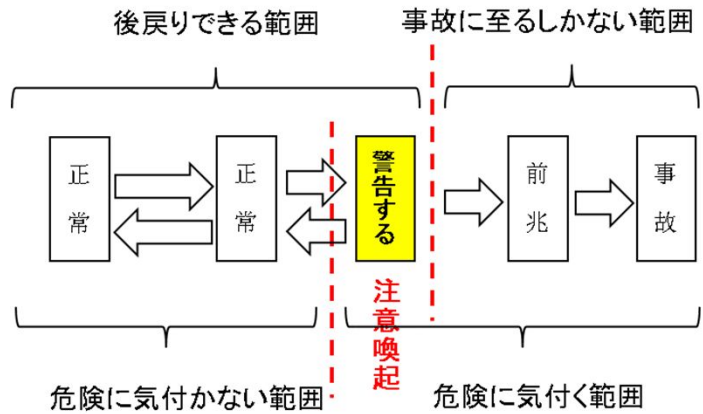 後戻りできる範囲
事故に至るしかない範囲
正常
正常
警告する
前兆
事故
注意喚起
危険に気付かない範囲
危険に気付く範囲